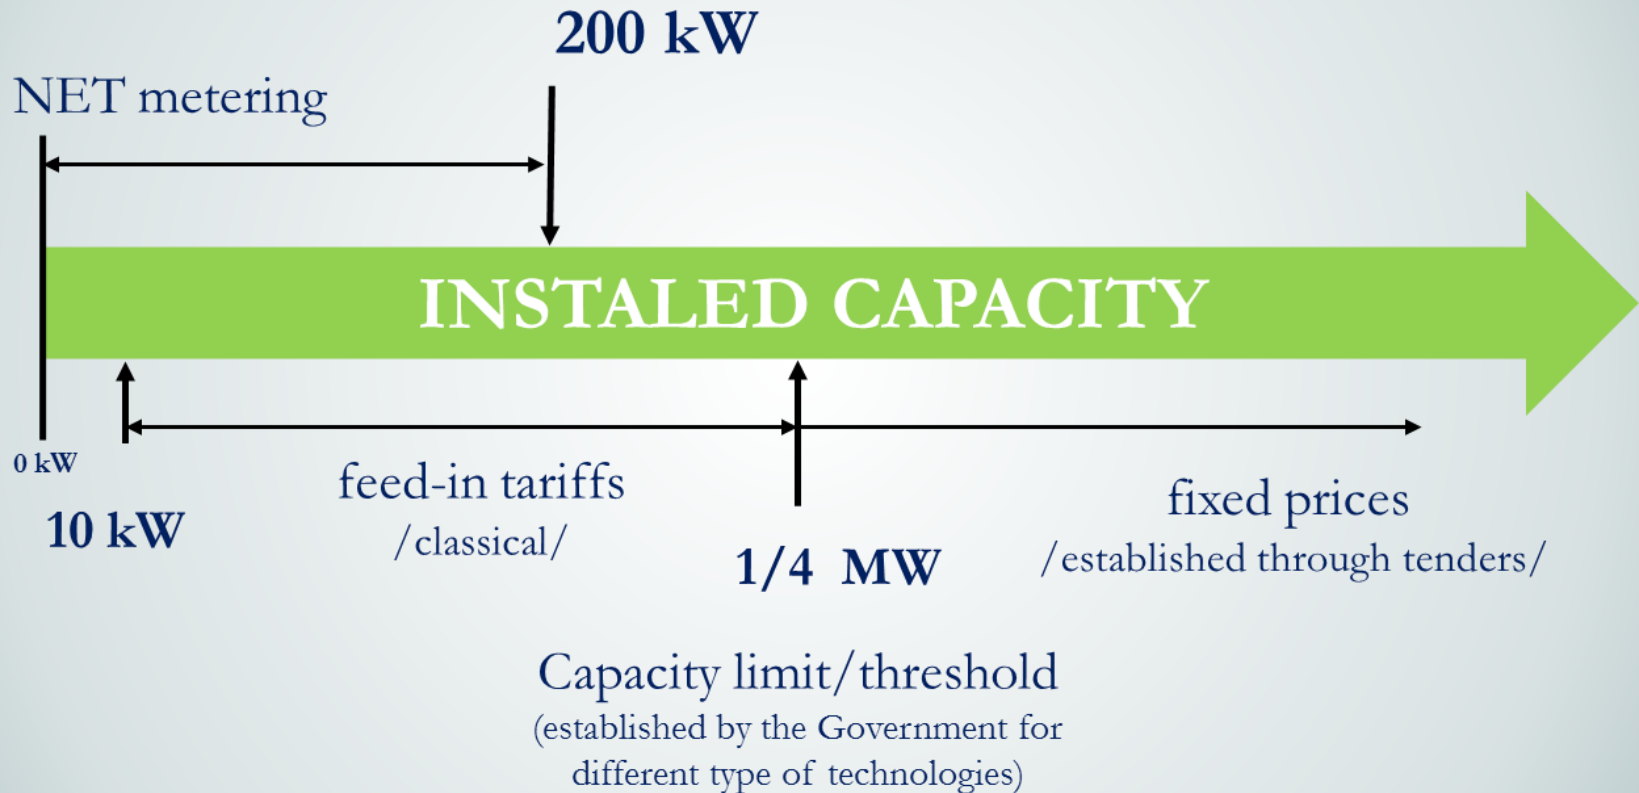 200 kW
NET metering
INSTALED CAPACITY
0 kW
10 kW
feed-in tariffs
/classical/
1/4 MW
fixed prices
/established through tenders/
Capacity limit/threshold
(established by the Government for
different type of technologies)